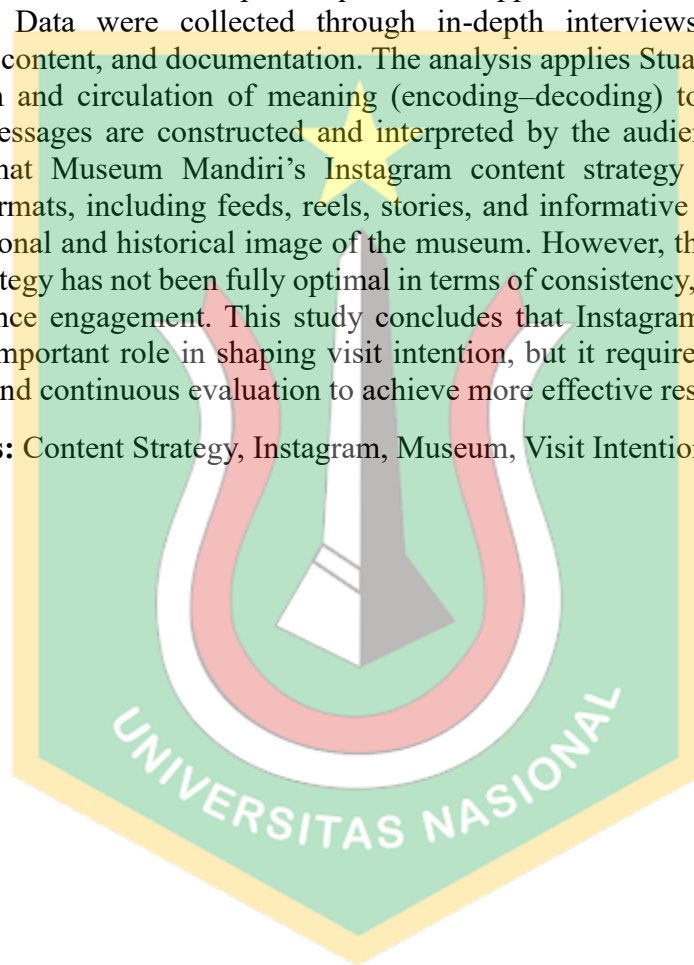 Data were collected through in-depth interviews
content, and documentation. The analysis applies Stua
and circulation of meaning (encoding–decoding) to
essages are constructed and interpreted by the audien
hat Museum Mandiri's Instagram content strategy
rmats, including feeds, reels, stories, and informative
onal and historical image of the museum. However, th
tegy has not been fully optimal in terms of consistency,
nce engagement. This study concludes that Instagram
mportant role in shaping visit intention, but it require
nd continuous evaluation to achieve more effective res
s: Content Strategy, Instagram, Museum, Visit Intention
UNIVERSITAS NASIONAL